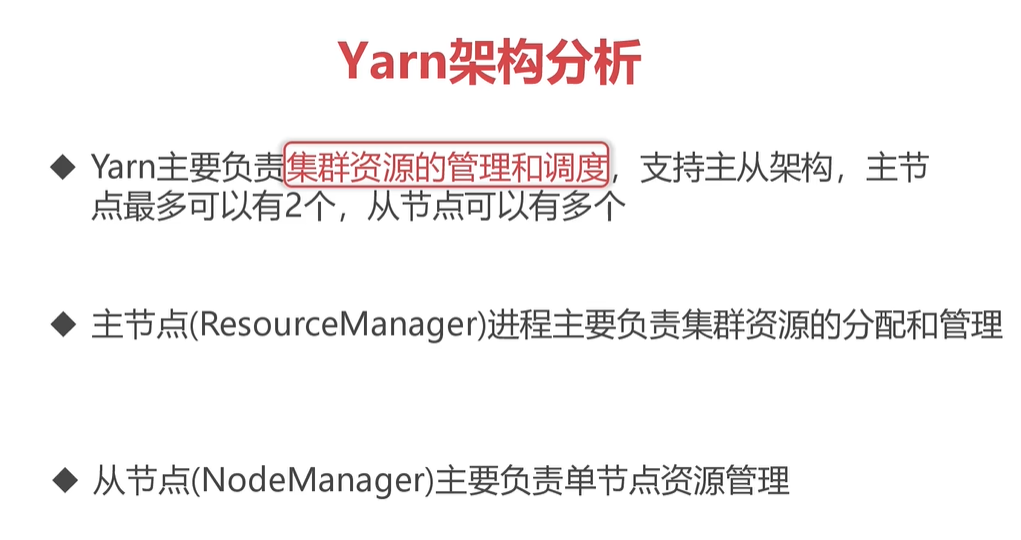 Yarn架构分析
◆ Yarn主要负责集群资源的管理和调度，支持主从架构，主节
点最多可以有2个，从节点可以有多个
◆ 主节点(ResourceManager)进程主要负责集群资源的分配和管理
◆ 从节点(NodeManager)主要负责单节点资源管理